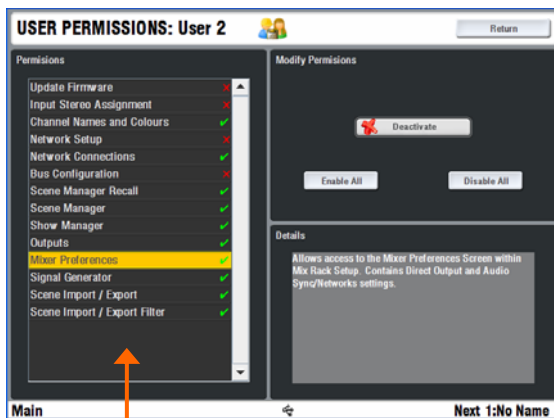 USER PERMISSIONS: User 2
Return
Permisions
Update Firmware
Input Stereo Assignment
Channel Names and Colours
Network Setup
Network Connections
Bus Configuration
Scene Manager Recall
Scene Manager
Show Manager
Outputs
Mixer Preferences
Signal Generator
Scene Import / Export
Scene Import / Export Filter
Modify Permisions
Deactivate
Enable All
Disable All
Details
Allows access to the Mixer Preferences Screen within
Mix Rack Setup. Contains Direct Output and Audio
Sync/Networks settings.
Main
Next 1:No Name